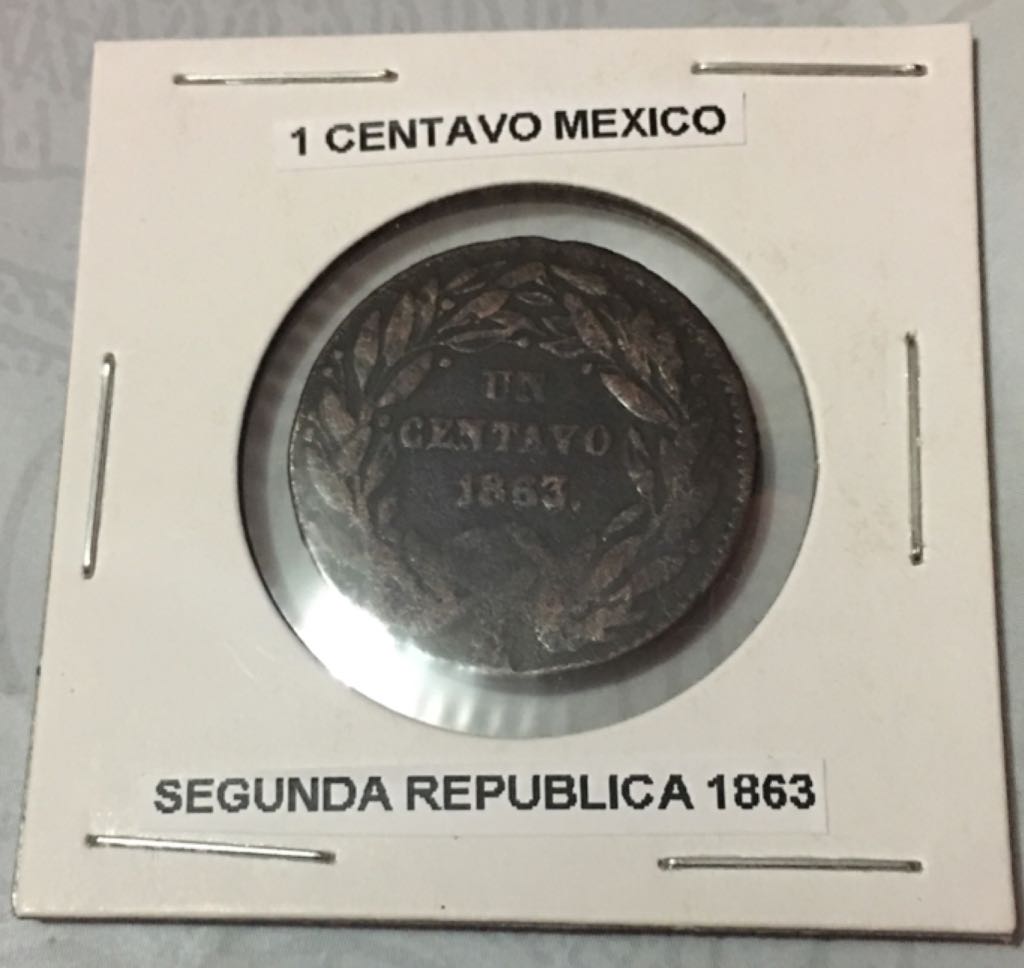 1 CENTAVO MEXICO
UN
CENTAVO
1863.
SEGUNDA REPUBLICA 1863